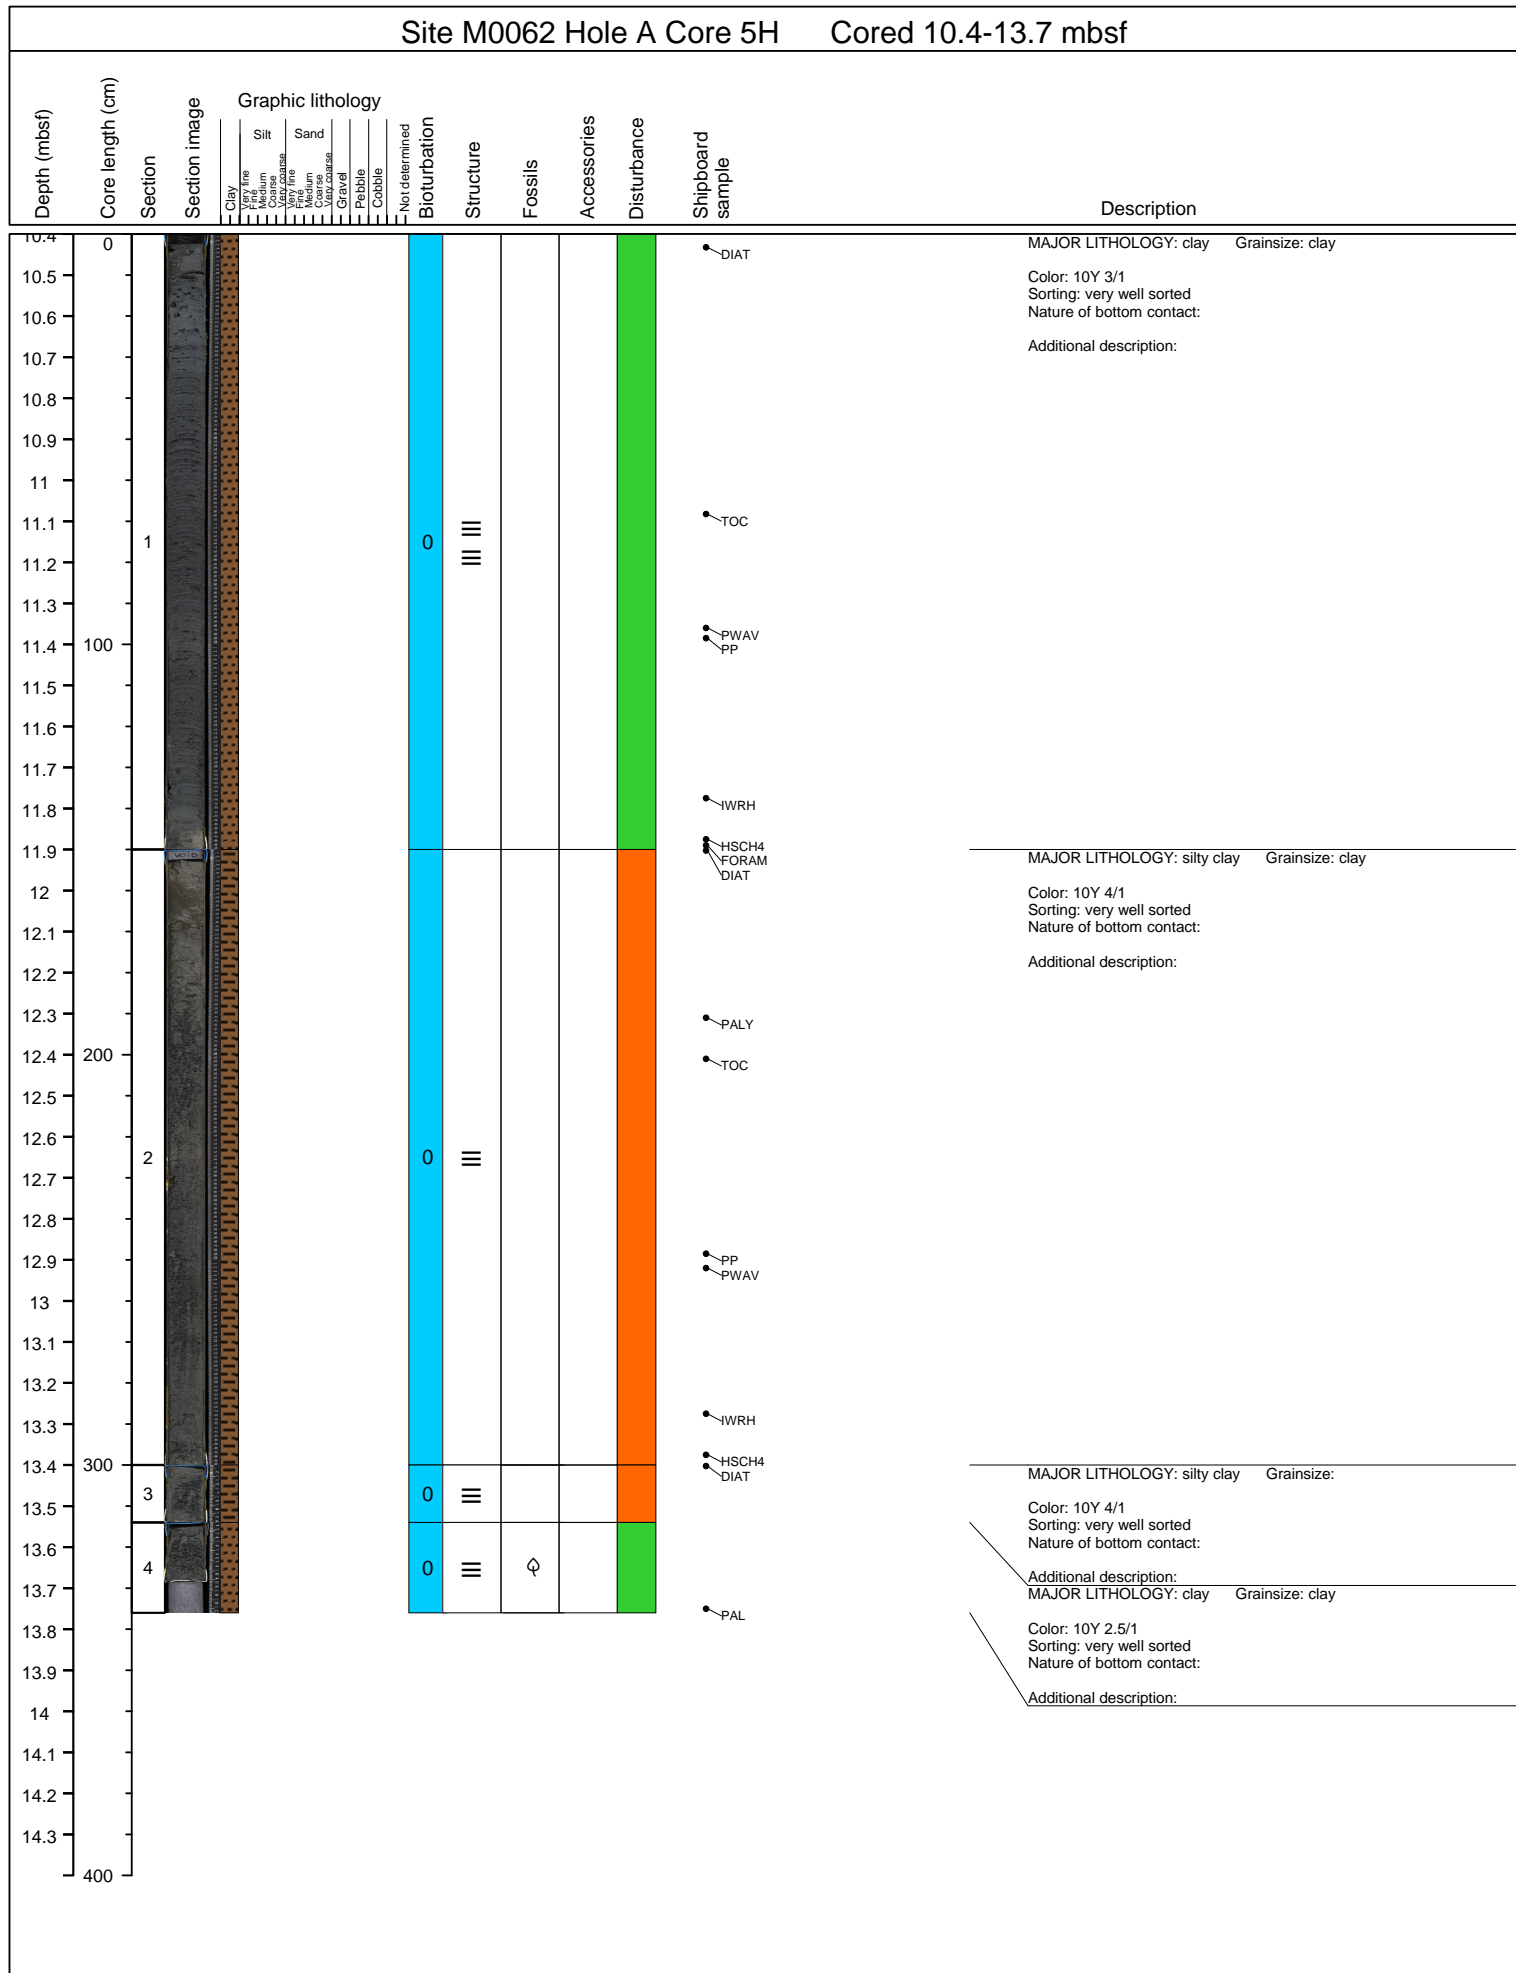 Site M0062 Hole A Core 5H Cored 10.4-13.7 mbsf
Depth (mbsf)
Core length (cm)
Section
Section image
Graphic lithology
Silt
Sand
Clay
Very fine
Fine
Medium
Coarse
Very coarse
Very fine
Fine
Medium
Coarse
Very coarse
Gravel
Pebble
Cobble
Not determined
Bioturbation
Structure
Fossils
Accessories
Disturbance
Shipboard
sample
Description
10.4
0
DIAT
MAJOR LITHOLOGY: clay Grainsize: clay
10.5
Color: 10Y 3/1
Sorting: very well sorted
10.6
Nature of bottom contact:
10.7
Additional description:
10.8
10.9
11
11.1
TOC
1
0
11.2
11.3
PWAV
11.4
100
PP
11.5
11.6
11.7
11.8
IWRH
11.9
HSCH4
void
FORAM
MAJOR LITHOLOGY: silty clay Grainsize: clay
DIAT
12
Color: 10Y 4/1
Sorting: very well sorted
12.1
Nature of bottom contact:
12.2
Additional description:
12.3
PALY
12.4
200
TOC
12.5
12.6
2
0
12.7
12.8
12.9
PP
PWAV
13
13.1
13.2
13.3
IWRH
13.4
300
HSCH4
DIAT
MAJOR LITHOLOGY: silty clay Grainsize:
3
0
13.5
Color: 10Y 4/1
Sorting: very well sorted
13.6
Nature of bottom contact:
4
0
Additional description:
13.7
MAJOR LITHOLOGY: clay Grainsize: clay
PAL
13.8
Color: 10Y 2.5/1
Sorting: very well sorted
13.9
Nature of bottom contact:
Additional description:
14
14.1
14.2
14.3
400